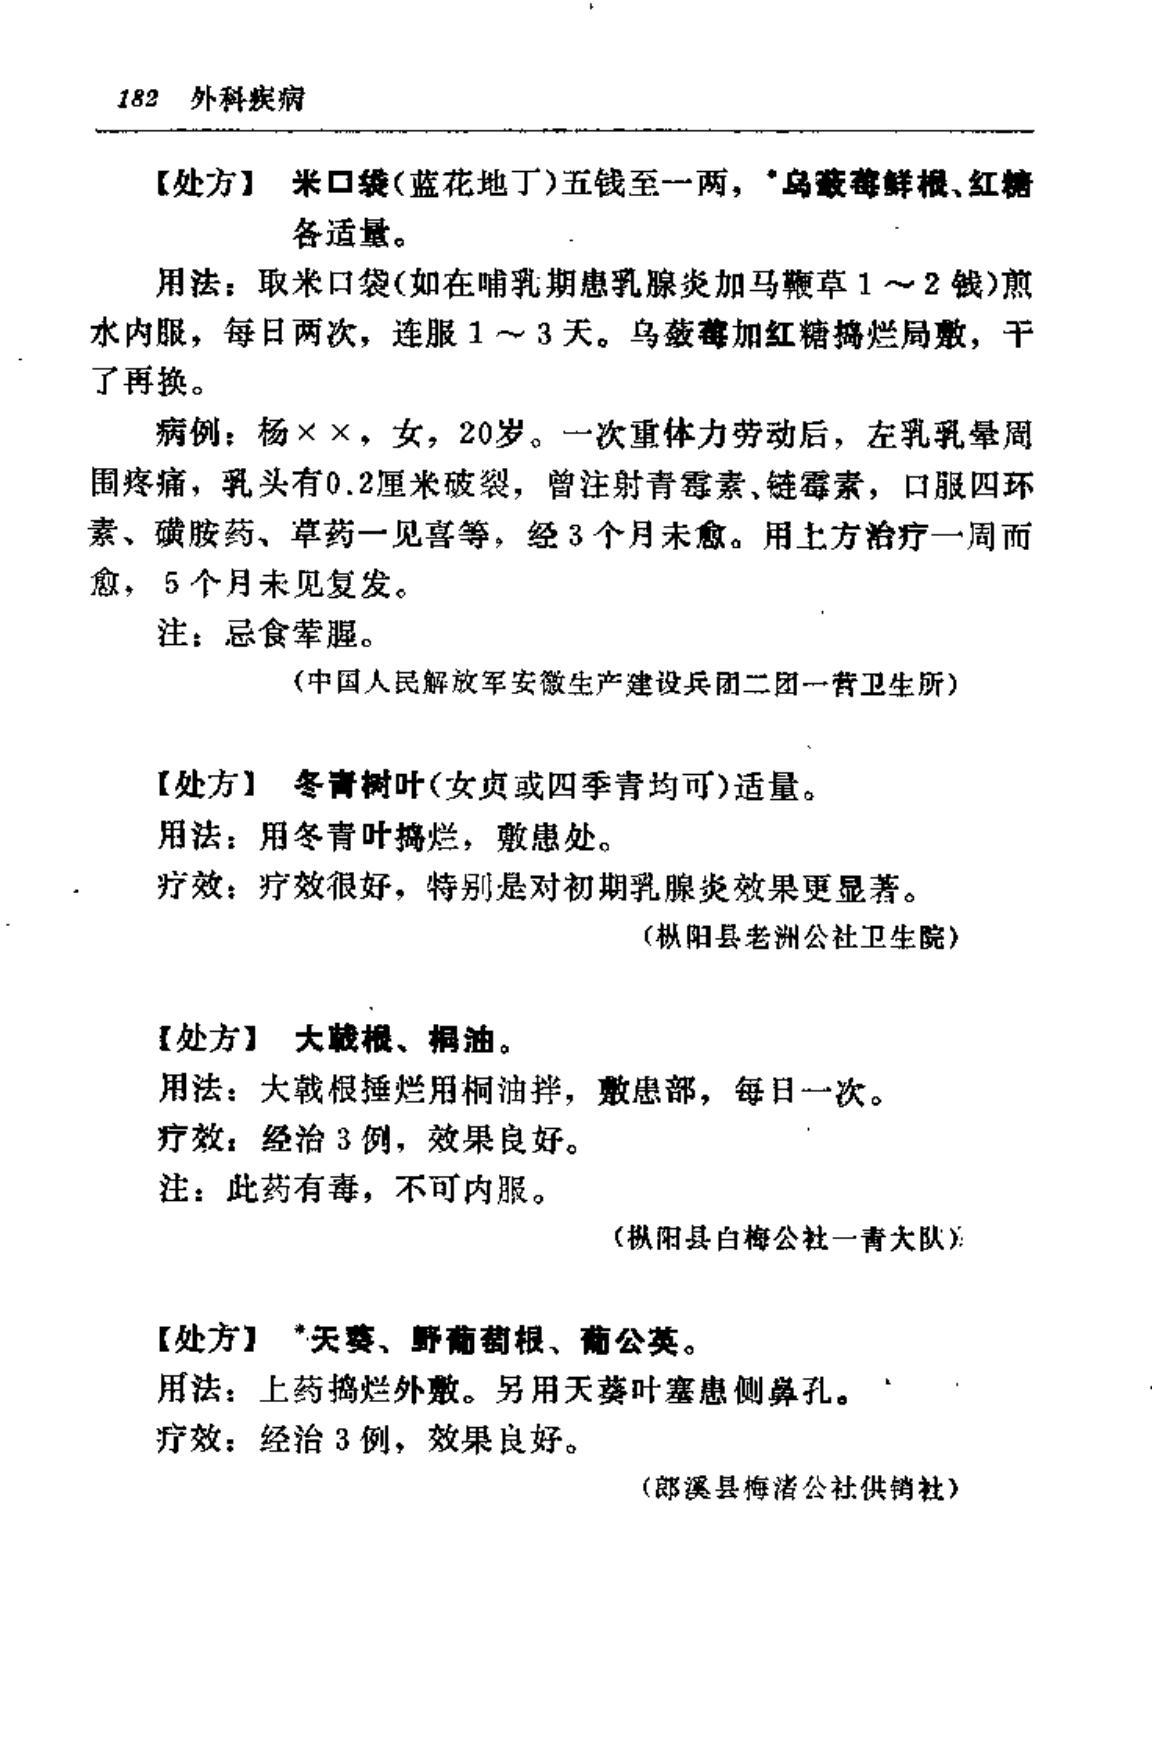 182 外科疾病
【处方】 米口袋(蓝花地丁)五钱至一两，*乌蔹莓鲜根、红糖
各适量。
用法：取米口袋(如在哺乳期患乳腺炎加马鞭草1～2钱)煎
水内服，每日两次，连服1～3天。乌蔹莓加红糖捣烂局敷，干
了再换。
病例：杨××，女，20岁。一次重体力劳动后，左乳乳晕周
围疼痛，乳头有0.2厘米破裂，曾注射青霉素、链霉素，口服四环
素、磺胺药、草药一见喜等，经3个月未愈。用上方治疗一周而
愈，5个月未见复发。
注：忌食荤腥。
(中国人民解放军安徽生产建设兵团二团一营卫生所)
【处方】 冬青树叶(女贞或四季青均可)适量。
用法：用冬青叶捣烂，敷患处。
疗效：疗效很好，特别是对初期乳腺炎效果更显著。
(枞阳县老洲公社卫生院)
【处方】 大戟根、桐油。
用法：大戟根捶烂用桐油拌，敷患部，每日一次。
疗效：经治3例，效果良好。
注：此药有毒，不可内服。
(枞阳县白梅公社一青大队)
【处方】 *天葵、野葡萄根、蒲公英。
用法：上药捣烂外敷。另用天葵叶塞患侧鼻孔。
疗效：经治3例，效果良好。
(郎溪县梅渚公社供销社)